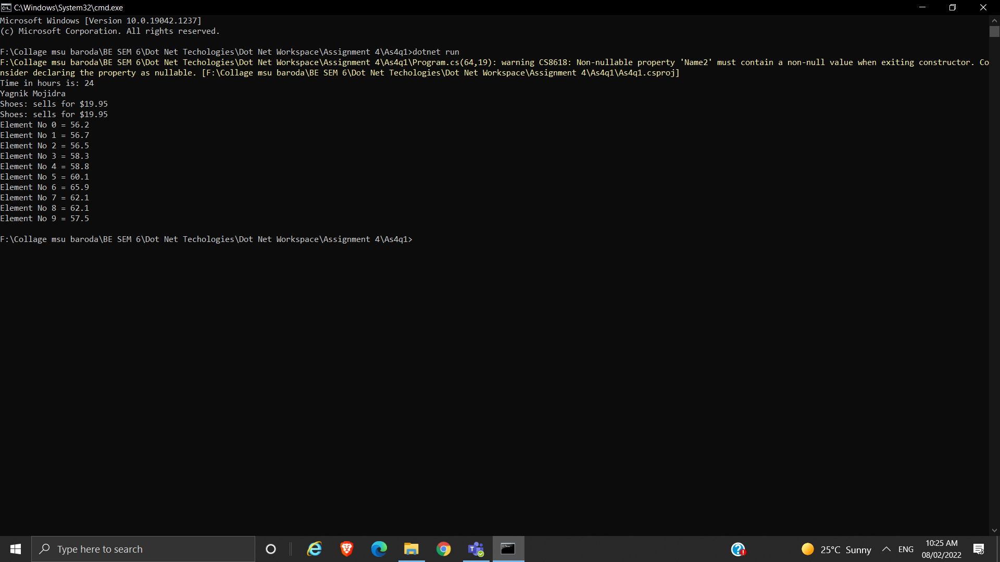 C:\Windows\System32\cmd.exe
Microsoft Windows [Version 10.0.19042.1237]
(c) Microsoft Corporation. All rights reserved.
F:\Collage msu baroda\BE SEM 6\Dot Net Techologies\Dot Net Workspace\Assignment 4\As4q1>dotnet run
F:\Collage msu baroda\BE SEM 6\Dot Net Techologies\Dot Net Workspace\Assignment 4\As4q1\Program.cs(64,19): warning CS8618: Non-nullable property 'Name2' must contain a non-null value when exiting constructor. Co
nsider declaring the property as nullable. [F:\Collage msu baroda\BE SEM 6\Dot Net Techologies\Dot Net Workspace\Assignment 4\As4q1\As4q1.csproj]
Time in hours is: 24
Yagnik Mojidra
Shoes: sells for $19.95
Shoes: sells for $19.95
Element No 0 = 56.2
Element No 1 = 56.7
Element No 2 = 56.5
Element No 3 = 58.3
Element No 4 = 58.8
Element No 5 = 60.1
Element No 6 = 65.9
Element No 7 = 62.1
Element No 8 = 62.1
Element No 9 = 57.5
F:\Collage msu baroda\BE SEM 6\Dot Net Techologies\Dot Net Workspace\Assignment 4\As4q1>
Type here to search
25°C Sunny
ENG
10:25 AM
08/02/2022